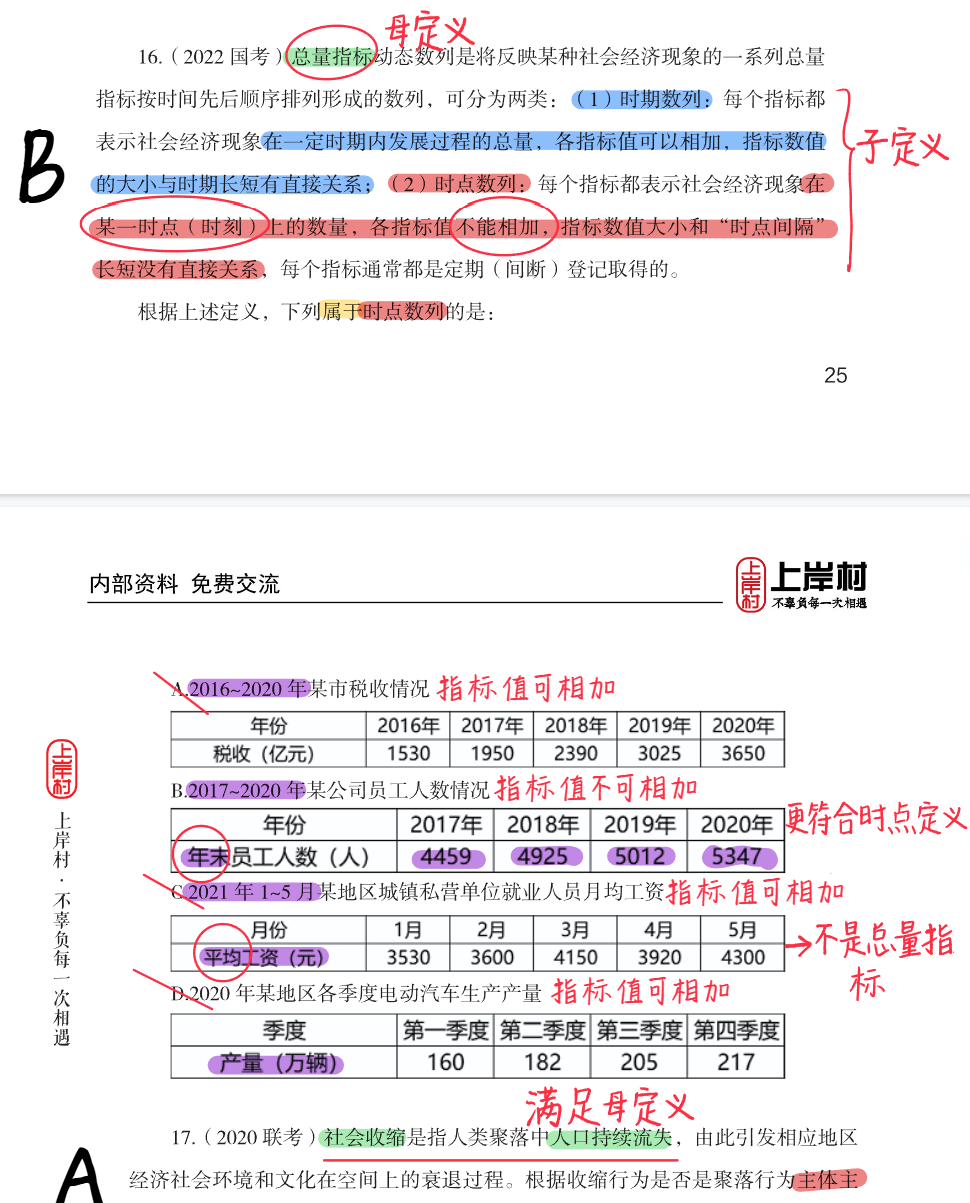 母定义
16.（2022 国考）总量指标动态数列是将反映某种社会经济现象的一系列总量
指标按时间先后顺序排列形成的数列，可分为两类：（1）时期数列：每个指标都
表示社会经济现象在一定时期内发展过程的总量，各指标值可以相加，指标数值
的大小与时期长短有直接关系；（2）时点数列：每个指标都表示社会经济现象在
某一时点（时刻）上的数量，各指标值不能相加，指标数值大小和“时点间隔”
长短没有直接关系，每个指标通常都是定期（间断）登记取得的。
子定义
B
根据上述定义，下列属于时点数列的是：
25
内部资料 免费交流
上岸村
上岸村
不辜负每一次相遇
A.2016~2020 年某市税收情况 指标值可相加
年份 2016年 2017年 2018年 2019年 2020年
税收（亿元） 1530 1950 2390 3025 3650
B.2017~2020 年某公司员工人数情况 指标值不可相加
年份 2017年 2018年 2019年 2020年
年末员工人数（人） 4459 4925 5012 5347
更符合时点定义
C.2021 年 1~5 月某地区城镇私营单位就业人员月均工资 指标值可相加
月份 1月 2月 3月 4月 5月
平均工资（元） 3530 3600 4150 3920 4300
→不是总量指
标
D.2020 年某地区各季度电动汽车生产产量 指标值可相加
季度 第一季度 第二季度 第三季度 第四季度
产量（万辆） 160 182 205 217
上岸村
上岸村·不辜负每一次相遇
满足母定义
17.（2020 联考）社会收缩是指人类聚落中人口持续流失，由此引发相应地区
经济社会环境和文化在空间上的衰退过程。根据收缩行为是否是聚落行为主体主
A